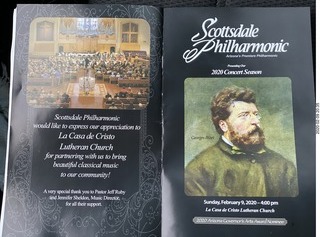 Scottsdale Philharmonic
would like to express our appreciation to
La Casa de Cristo
Lutheran Church
for partnering with us to bring
beautiful classical music
to our community!
A very special thank you to Pastor Jeff Ruby
and Jennifer Sheldon, Music Director,
for all their support.
Scottsdale
Philharmonic
Arizona's Premiere Philharmonic
Presenting Our
2020 Concert Season
Georges Bizet
Sunday, February 9, 2020 - 4:00 pm
La Casa de Cristo Lutheran Church
2020 Arizona Governor's Arts Award Nominee